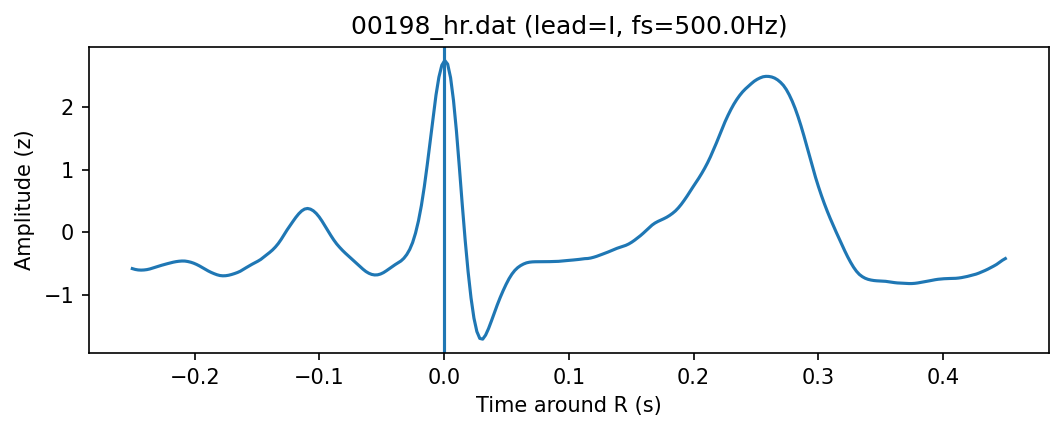 00198_hr.dat (lead=I, fs=500.0Hz)
Amplitude (z)
2
1
0
−1
−0.2 −0.1 0.0 0.1 0.2 0.3 0.4
Time around R (s)